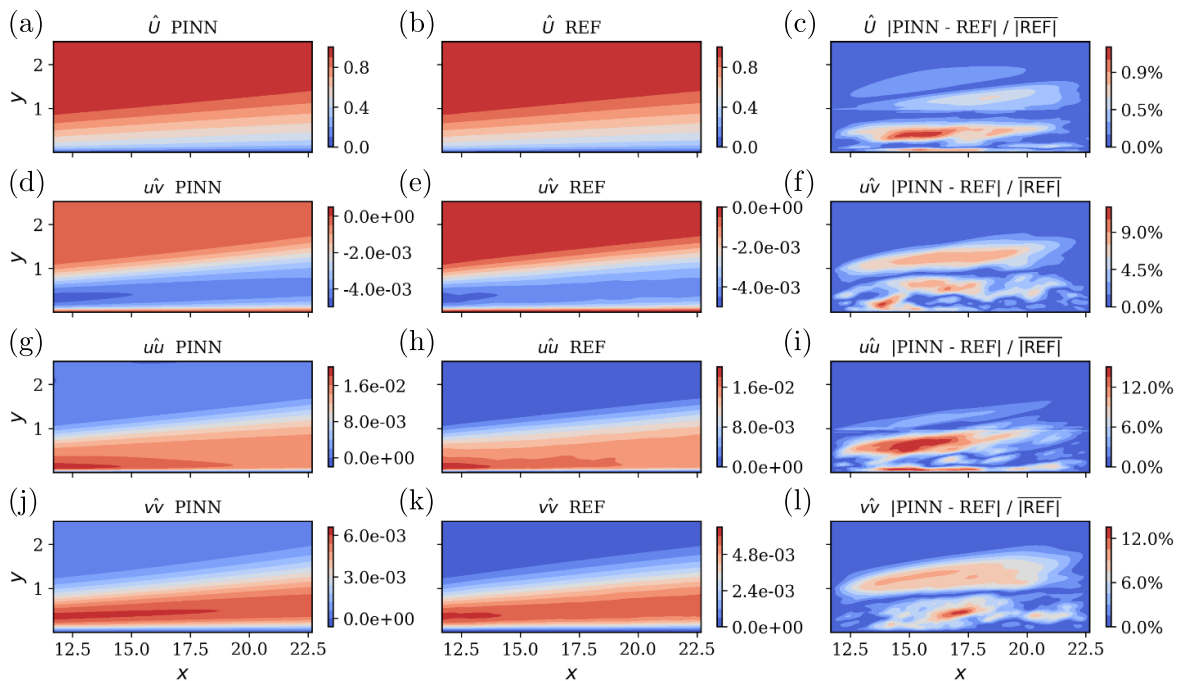 (a) Û PINN
(b) Û REF
(c) Û |PINN - REF| / |REF|
2
1
y
0.8
0.4
0.0
0.8
0.4
0.0
0.9%
0.5%
0.0%
(d) uv̂ PINN
(e) uv̂ REF
(f) uv̂ |PINN - REF| / |REF|
2
1
y
0.0e+00
-2.0e-03
-4.0e-03
0.0e+00
-2.0e-03
-4.0e-03
9.0%
4.5%
0.0%
(g) uû PINN
(h) uû REF
(i) uû |PINN - REF| / |REF|
2
1
y
1.6e-02
8.0e-03
0.0e+00
1.6e-02
8.0e-03
0.0e+00
12.0%
6.0%
0.0%
(j) vv̂ PINN
(k) vv̂ REF
(l) vv̂ |PINN - REF| / |REF|
2
1
y
6.0e-03
3.0e-03
0.0e+00
4.8e-03
2.4e-03
0.0e+00
12.0%
6.0%
0.0%
12.5 15.0 17.5 20.0 22.5
12.5 15.0 17.5 20.0 22.5
12.5 15.0 17.5 20.0 22.5
x
x
x